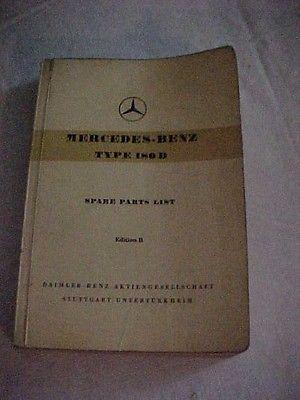 MERCEDES-BENZ
TYPE 180 D
SPARE PARTS LIST
Edition B
DAIMLER-BENZ AKTIENGESELLSCHAFT
STUTTGART-UNTERTÜRKHEIM